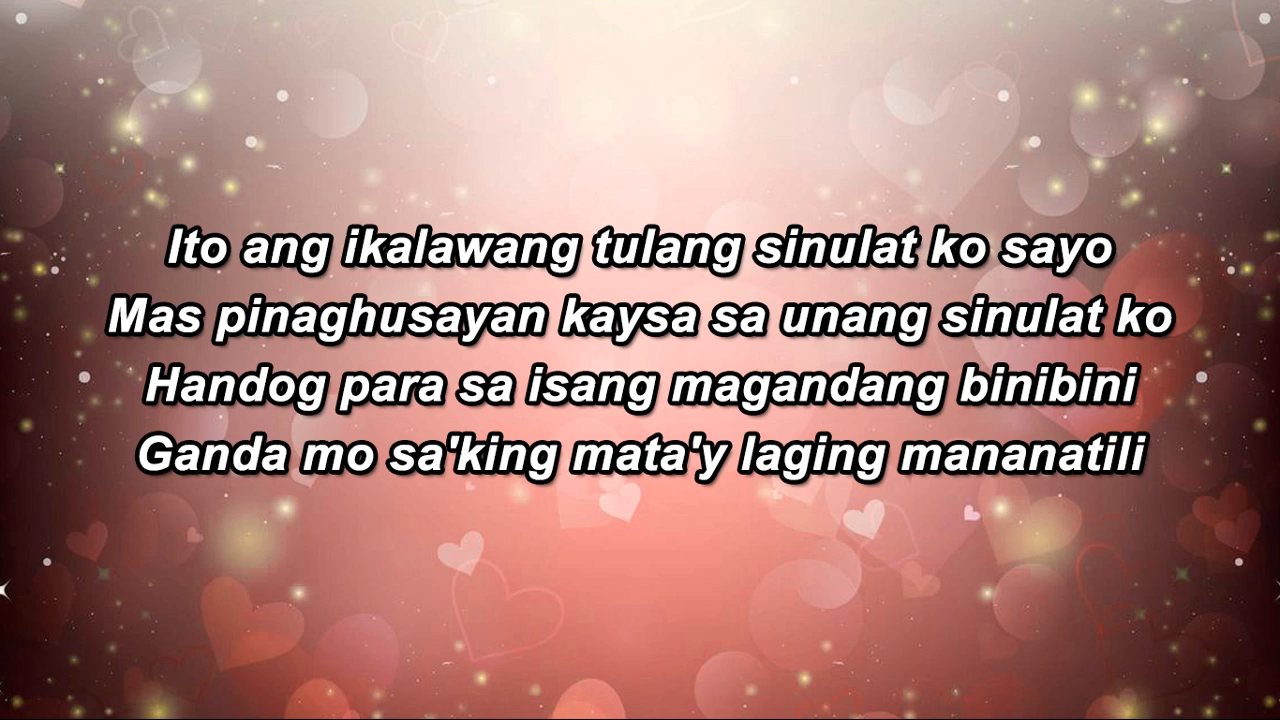 Ito ang ikalawang tulang sinulat ko sayo
Mas pinaghusayan kaysa sa unang sinulat ko
Handog para sa isang magandang binibini
Ganda mo sa'king mata'y laging mananatili